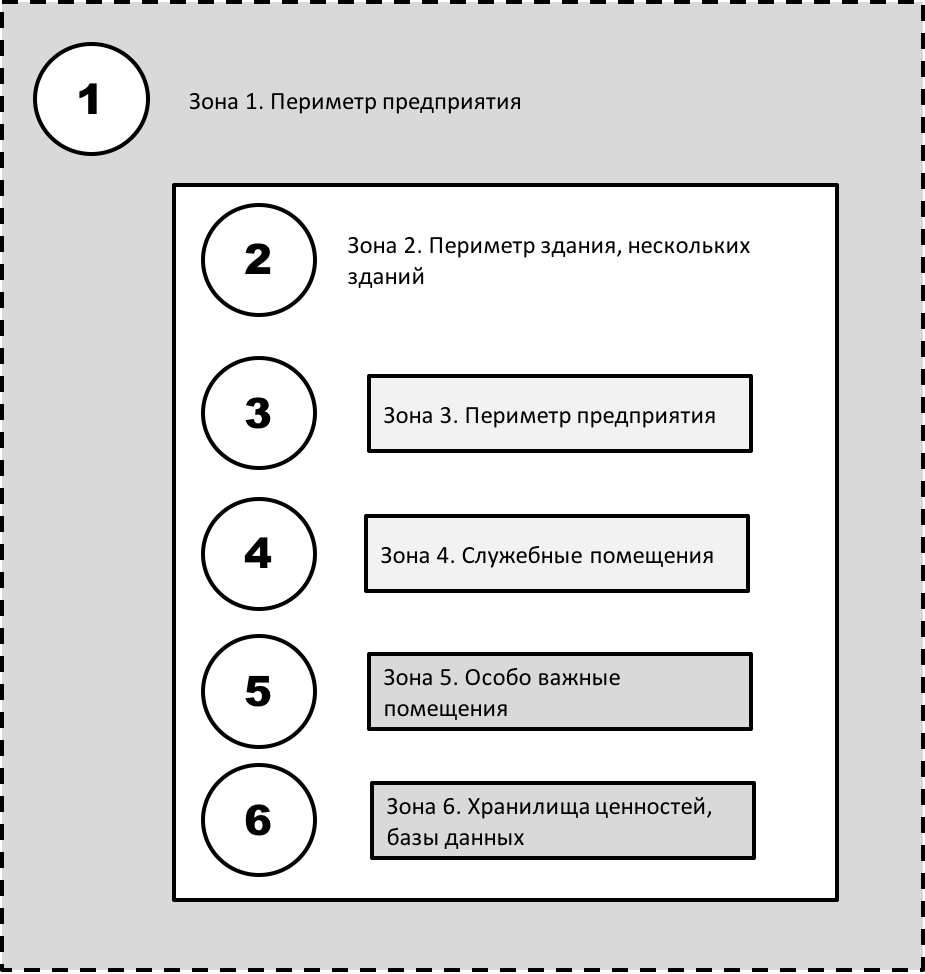 1
Зона 1. Периметр предприятия
2
Зона 2. Периметр здания, нескольких
зданий
3
Зона 3. Периметр предприятия
4
Зона 4. Служебные помещения
5
Зона 5. Особо важные
помещения
6
Зона 6. Хранилища ценностей,
базы данных